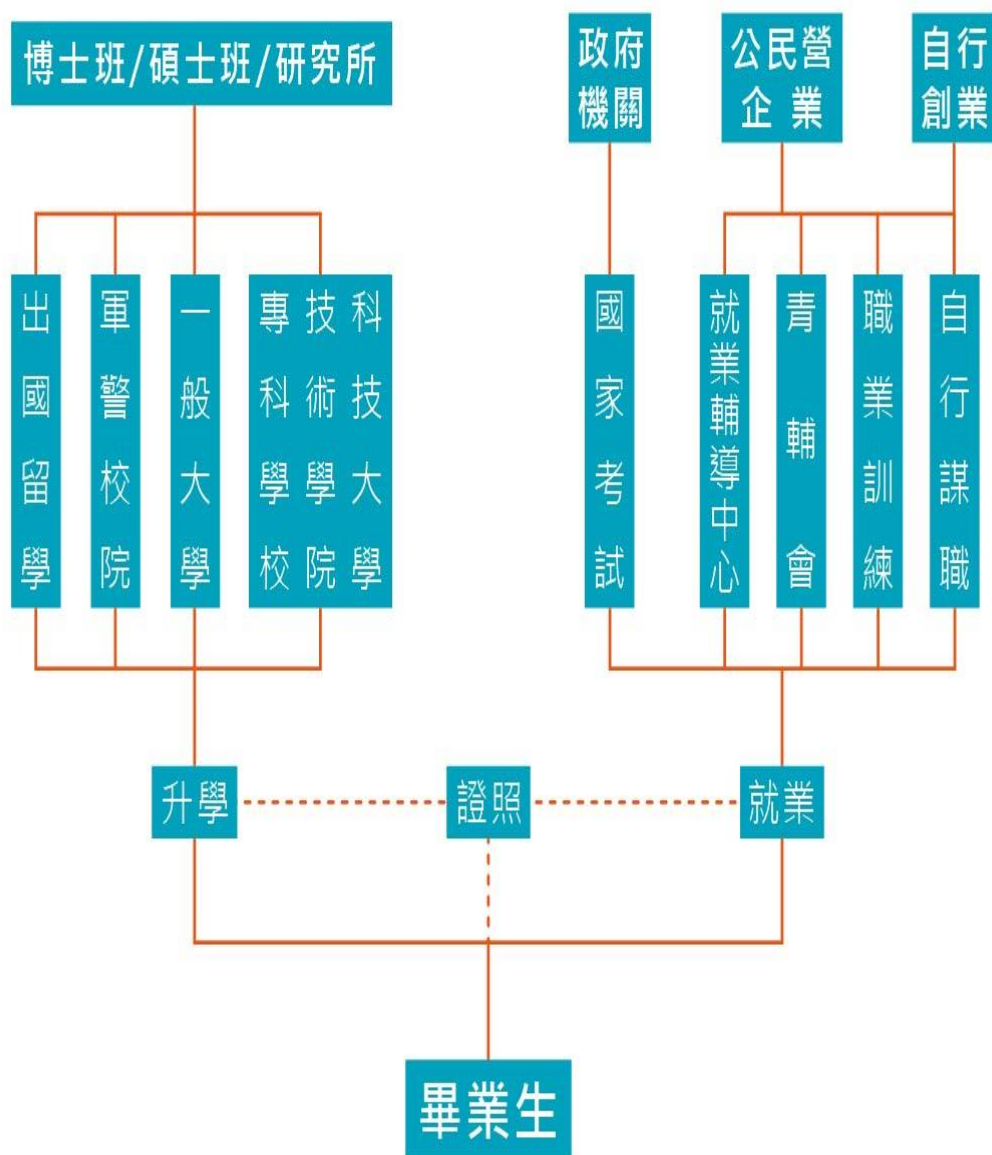 博士班/碩士班/研究所
政府
機關
公民營
企業
自行
創業
出國留學
軍警校院
一般大學
科技大學
技術學院
專科學校
國家考試
就業輔導中心
青輔會
職業訓練
自行謀職
升學
證照
就業
畢業生